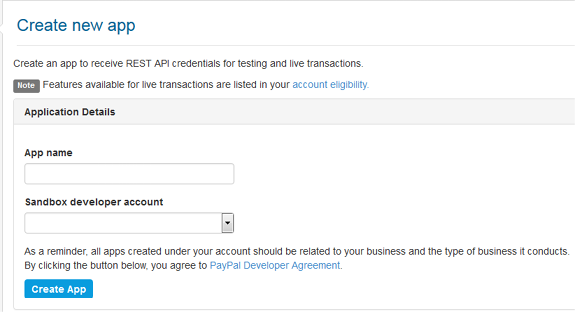 Create new app
Create an app to receive REST API credentials for testing and live transactions.
Note Features available for live transactions are listed in your account eligibility.
Application Details
App name
Sandbox developer account
As a reminder, all apps created under your account should be related to your business and the type of business it conducts.
By clicking the button below, you agree to PayPal Developer Agreement.
Create App